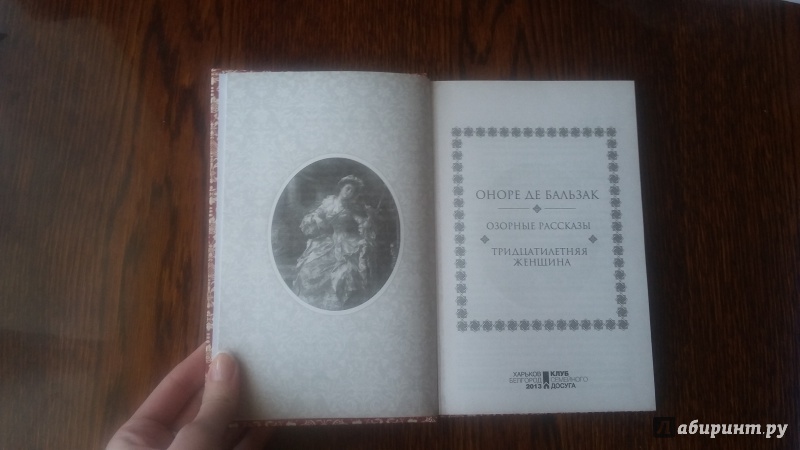 ОНОРЕ ДЕ БАЛЬЗАК
ОЗОРНЫЕ РАССКАЗЫ
ТРИДЦАТИЛЕТНЯЯ
ЖЕНЩИНА
ХАРЬКОВ КЛУБ
БЕЛГОРОД СЕМЕЙНОГО
2013 ДОСУГА
Лабиринт.ру